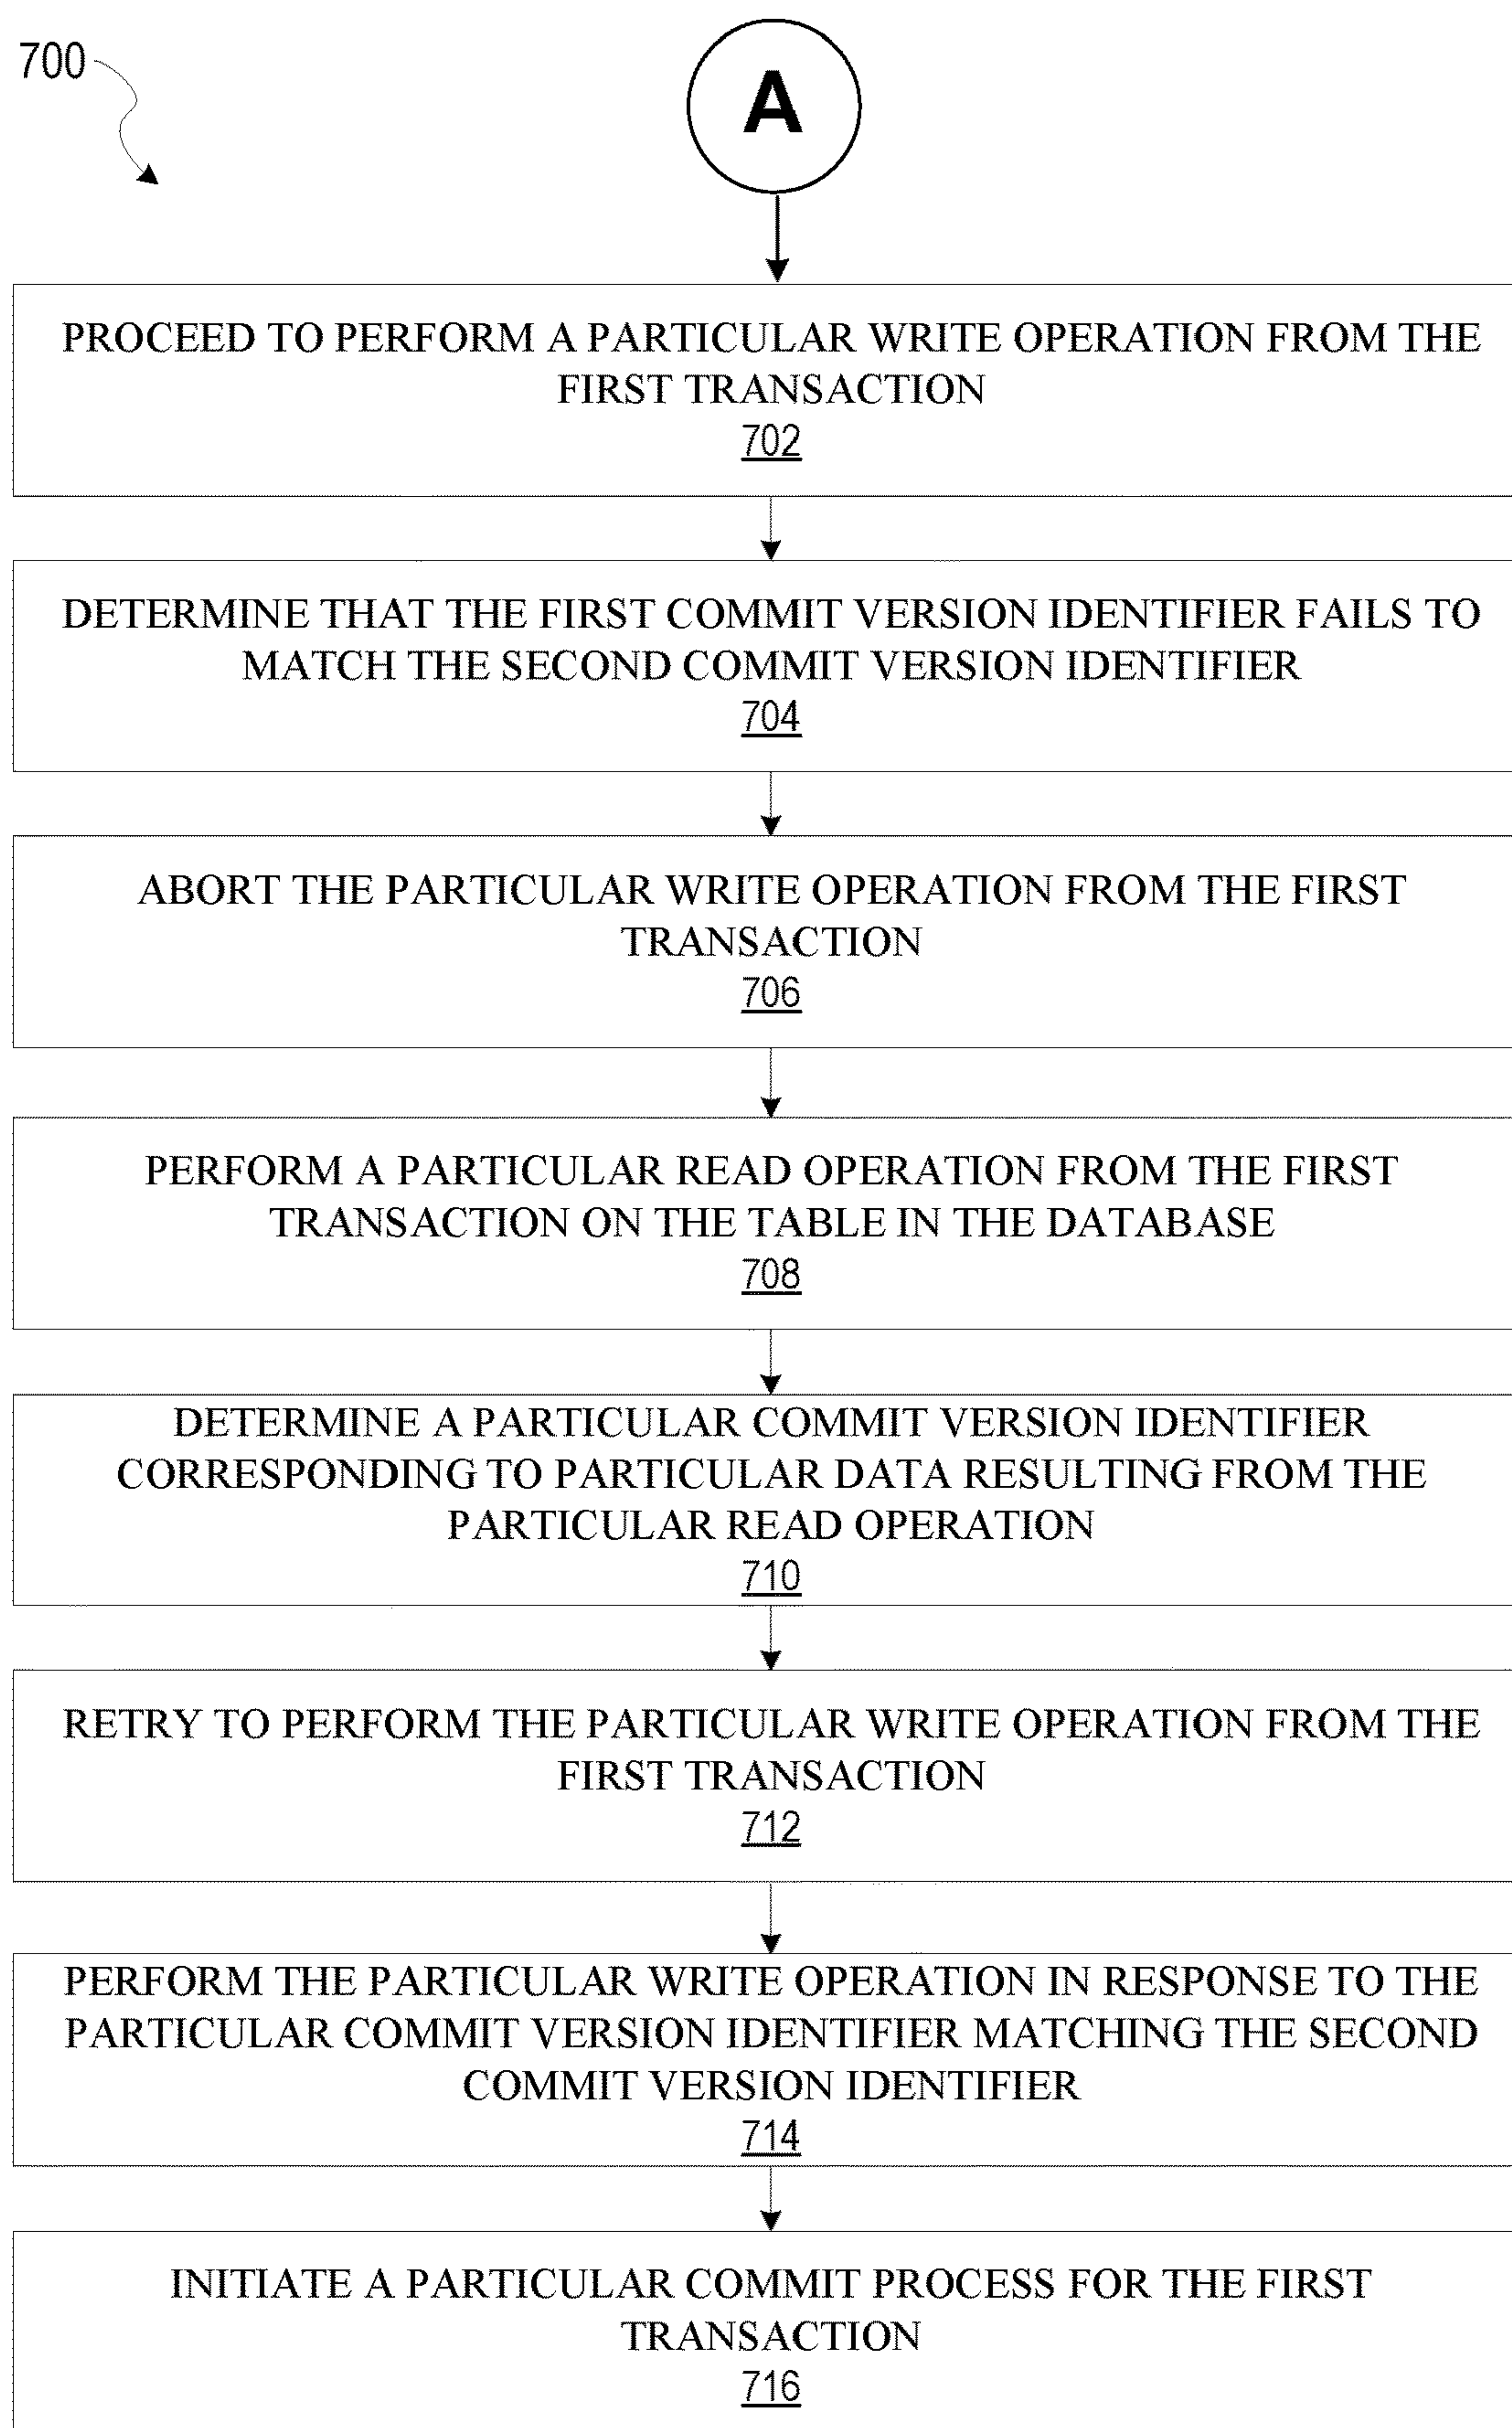 700
A
PROCEED TO PERFORM A PARTICULAR WRITE OPERATION FROM THE
FIRST TRANSACTION
702
DETERMINE THAT THE FIRST COMMIT VERSION IDENTIFIER FAILS TO
MATCH THE SECOND COMMIT VERSION IDENTIFIER
704
ABORT THE PARTICULAR WRITE OPERATION FROM THE FIRST
TRANSACTION
706
PERFORM A PARTICULAR READ OPERATION FROM THE FIRST
TRANSACTION ON THE TABLE IN THE DATABASE
708
DETERMINE A PARTICULAR COMMIT VERSION IDENTIFIER
CORRESPONDING TO PARTICULAR DATA RESULTING FROM THE
PARTICULAR READ OPERATION
710
RETRY TO PERFORM THE PARTICULAR WRITE OPERATION FROM THE
FIRST TRANSACTION
712
PERFORM THE PARTICULAR WRITE OPERATION IN RESPONSE TO THE
PARTICULAR COMMIT VERSION IDENTIFIER MATCHING THE SECOND
COMMIT VERSION IDENTIFIER
714
INITIATE A PARTICULAR COMMIT PROCESS FOR THE FIRST
TRANSACTION
716